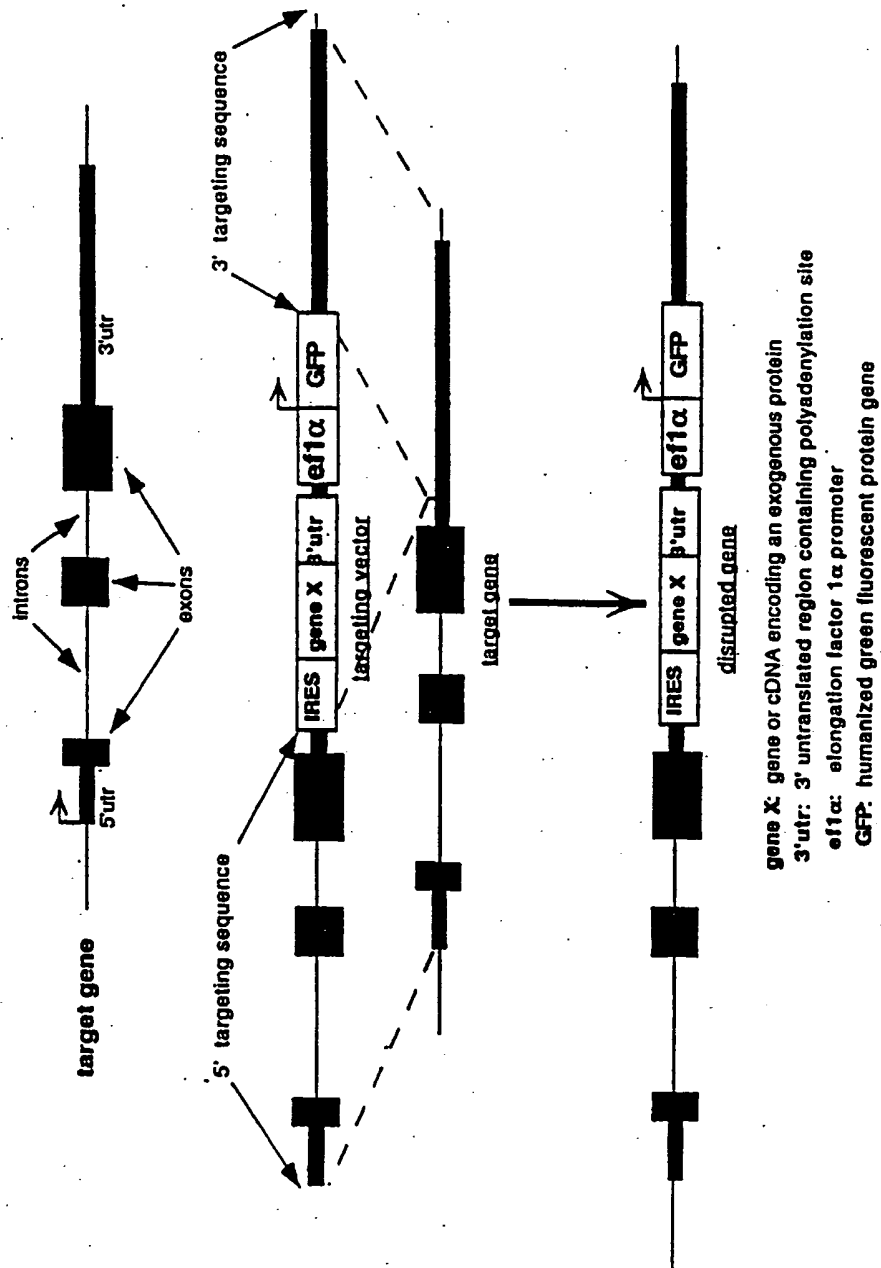 introns
target gene
5'utr
exons
3'utr
5' targeting sequence
3' targeting sequence
IRES
gene X
3'utr
ef1α
GFP
targeting vector
target gene
IRES
gene X
3'utr
ef1α
GFP
disrupted gene
gene X: gene or cDNA encoding an exogenous protein
3'utr: 3' untranslated region containing polyadenylation site
ef1α: elongation factor 1α promoter
GFP: humanized green fluorescent protein gene